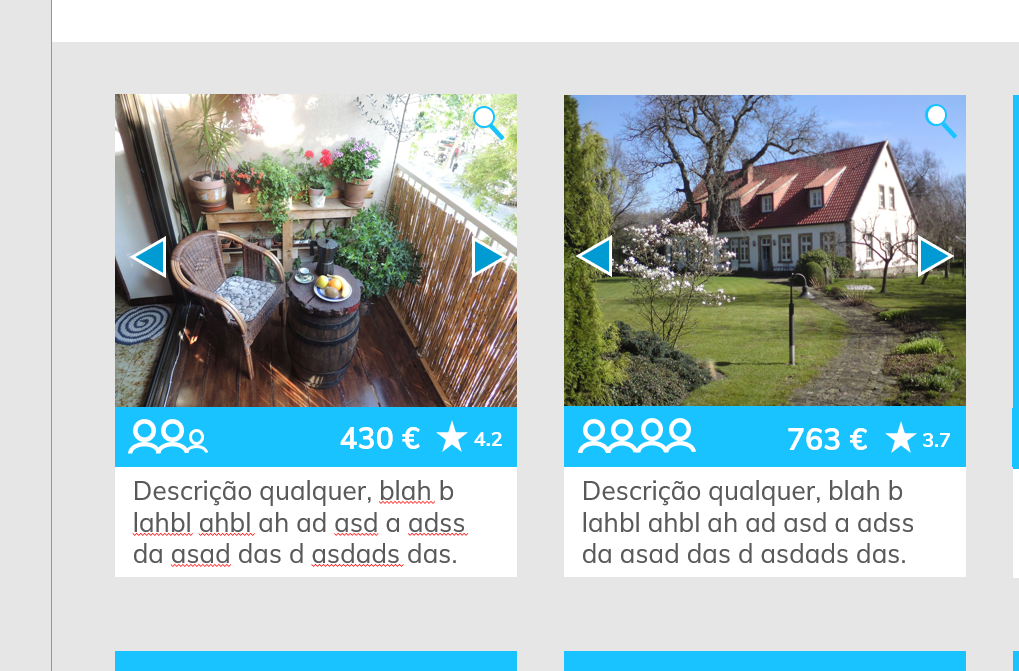 430 € 4.2
Descrição qualquer, blah b
lahbl ahbl ah ad asd a adss
da asad das d asdads das.
763 € 3.7
Descrição qualquer, blah b
lahbl ahbl ah ad asd a adss
da asad das d asdads das.